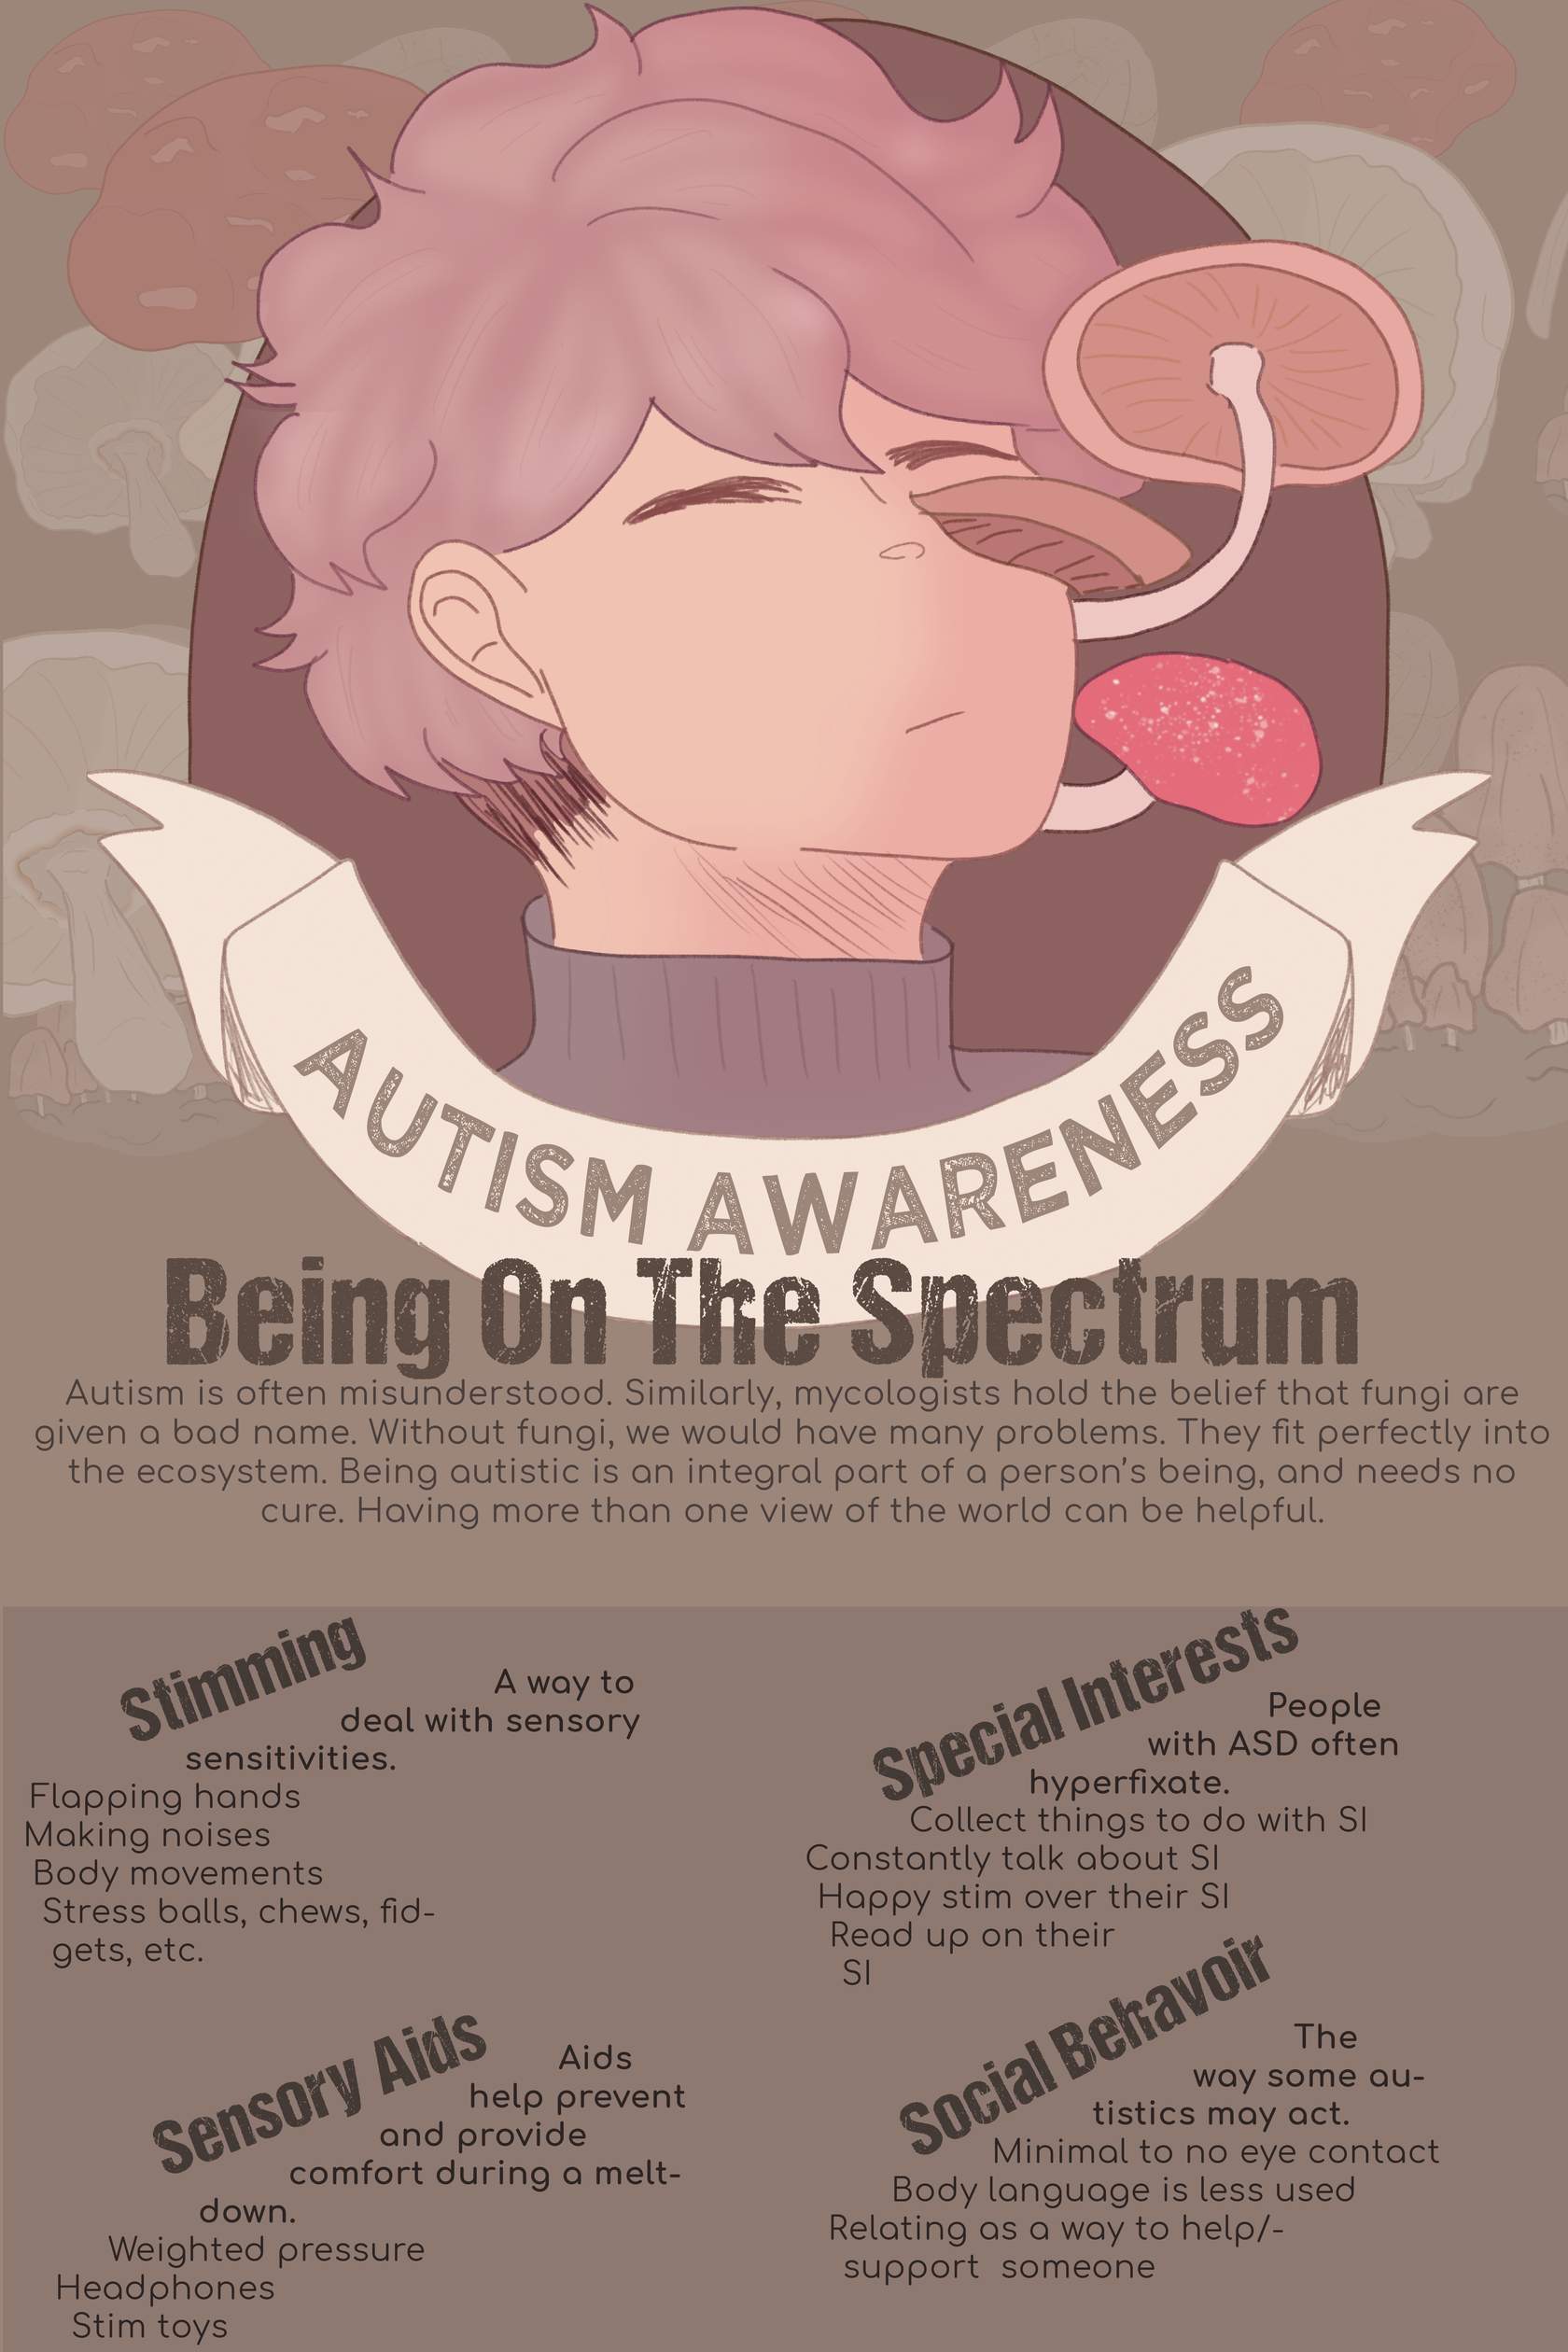 AUTISM AWARENESS
Being On The Spectrum
Autism is often misunderstood. Similarly, mycologists hold the belief that fungi are
given a bad name. Without fungi, we would have many problems. They fit perfectly into
the ecosystem. Being autistic is an integral part of a person's being, and needs no
cure. Having more than one view of the world can be helpful.
Stimming
A way to
deal with sensory
sensitivities.
Flapping hands
Making noises
Body movements
Stress balls, chews, fid-
gets, etc.
Special Interests
People
with ASD often
hyperfixate.
Collect things to do with SI
Constantly talk about SI
Happy stim over their SI
Read up on their
SI
Sensory Aids
Aids
help prevent
and provide
comfort during a melt-
down.
Weighted pressure
Headphones
Stim toys
Social Behavoir
The
way some au-
tistics may act.
Minimal to no eye contact
Body language is less used
Relating as a way to help/-
support  someone